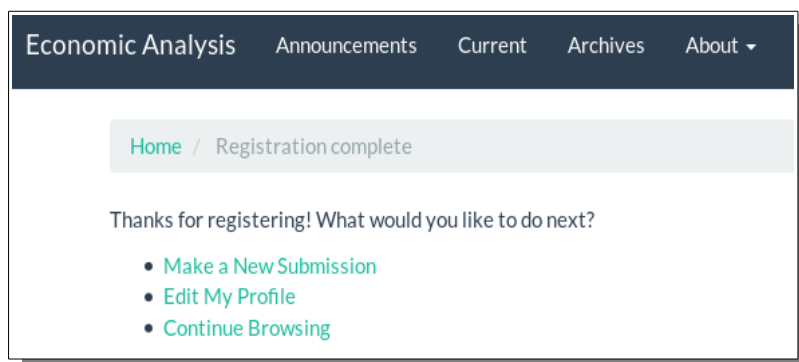 Economic Analysis Announcements Current Archives About
Home / Registration complete
Thanks for registering! What would you like to do next?
• Make a New Submission
• Edit My Profile
• Continue Browsing